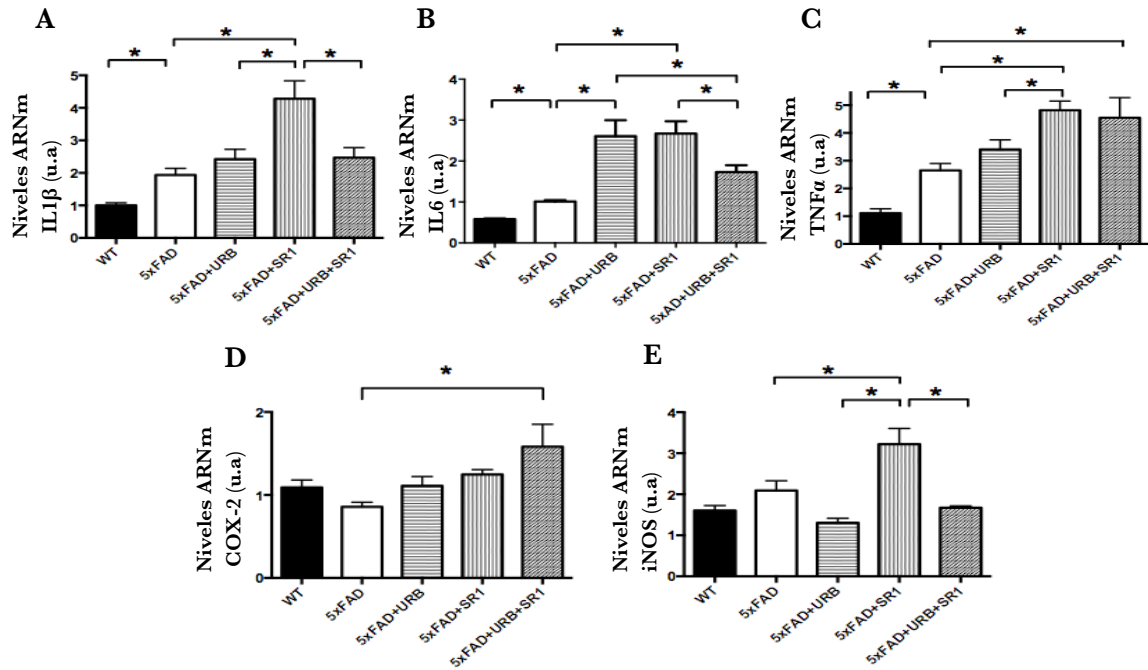 A
*
*
*
*
Niveles ARNm
IL1β (u.a)
5
4
3
2
1
0
WT
5xFAD
5xFAD+URB
5xFAD+SR1
5xFAD+URB+SR1
B
*
*
*
*
*
Niveles ARNm
IL6 (u.a)
4
3
2
1
0
WT
5xFAD
5xFAD+URB
5xFAD+SR1
5xAD+URB+SR1
C
*
*
*
*
Niveles ARNm
TNFα (u.a)
5
4
3
2
1
0
WT
5xFAD
5xFAD+URB
5xFAD+SR1
5xFAD+URB+SR1
D
*
Niveles ARNm
COX-2 (u.a)
2
1
0
WT
5xFAD
5xFAD+URB
5xFAD+SR1
5xFAD+URB+SR1
E
*
*
*
Niveles ARNm
iNOS (u.a)
4
3
2
1
0
WT
5xFAD
5xFAD+URB
5xFAD+SR1
5xFAD+URB+SR1